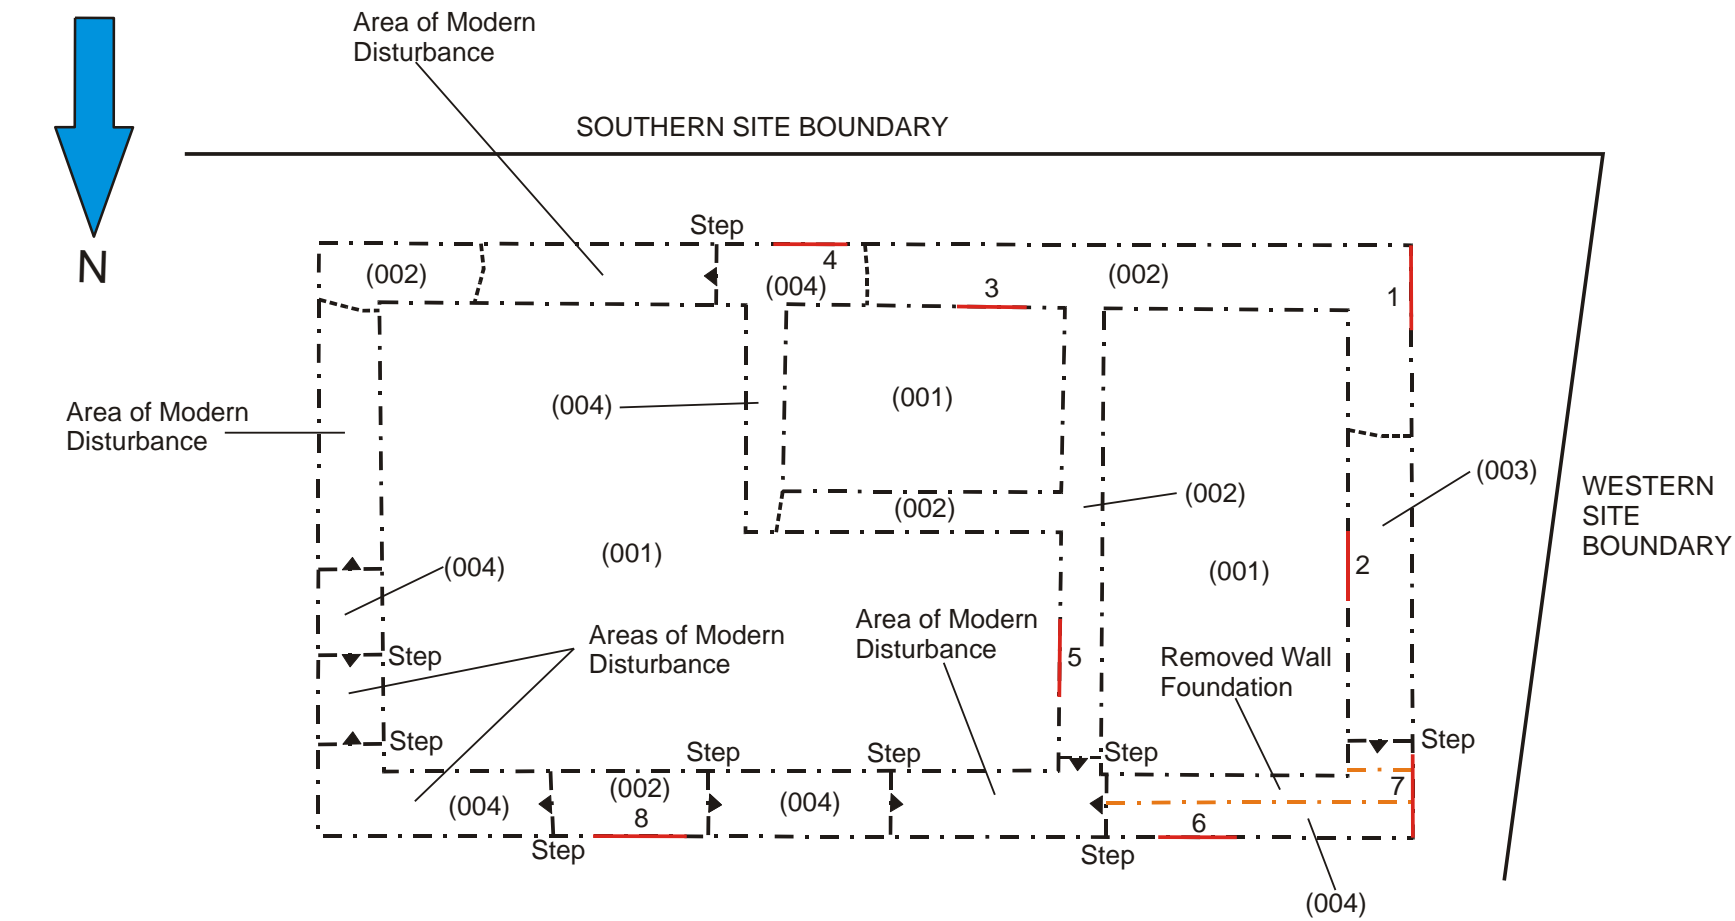 Area of Modern
Disturbance
SOUTHERN SITE BOUNDARY
N
Step
(002)
4
(004)
3
(002)
1
Area of Modern
Disturbance
(004)
(001)
(003)
WESTERN
SITE
BOUNDARY
(002)
(002)
(004)
(001)
(001)
2
Areas of Modern
Disturbance
Area of Modern
Disturbance
Step
5
Removed Wall
Foundation
Step
Step
Step
Step
Step
(004)
(002)
8
(004)
7
6
Step
Step
(004)